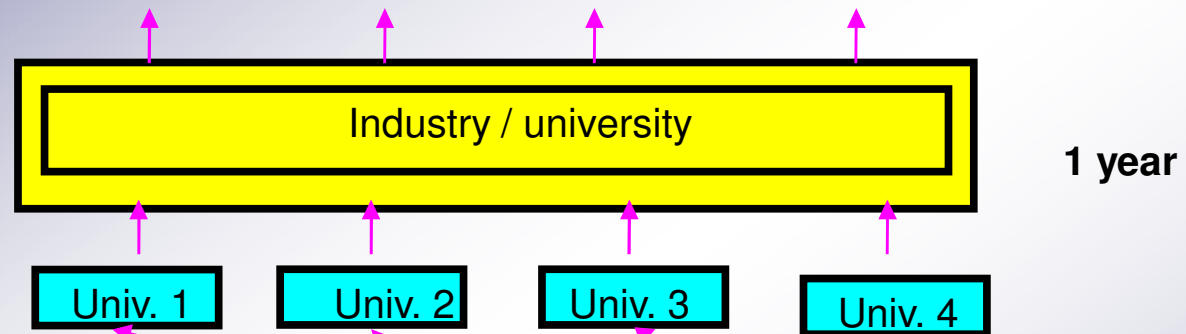 Industry / university
1 year
Univ. 1
Univ. 2
Univ. 3
Univ. 4